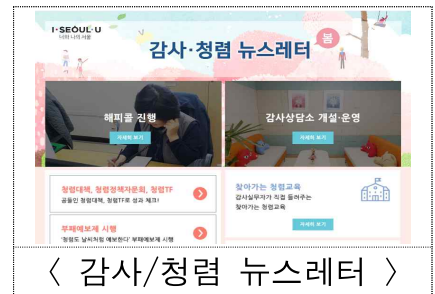 I·SEOUL·U
너와 나의 서울
감사·청렴 뉴스레터
봄
해피콜 진행
자세히 보기
감사상담소 개설·운영
자세히 보기
청렴대책, 청렴정책자문회, 청렴TF
공들인 청렴대책, 청렴TF로 성과 체크!
찾아가는 청렴교육
감사실무자가 직접 들려주는
찾아가는 청렴교육
자세히 보기
부패예보제 시행
'청렴도 날씨처럼 예보한다' 부패예보제 시행
< 감사/청렴 뉴스레터 >